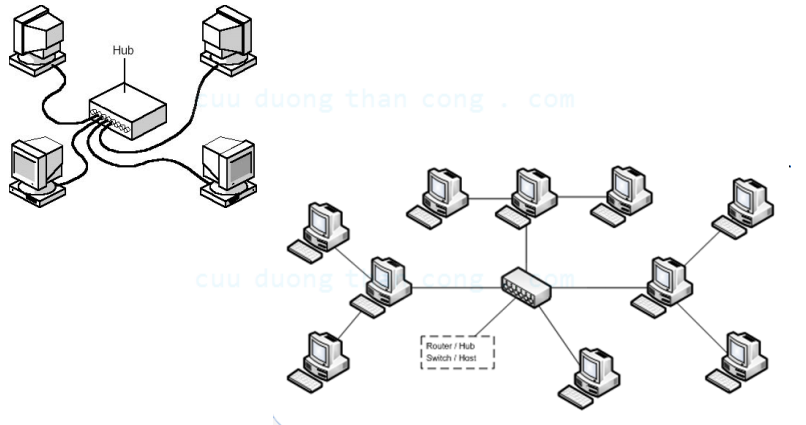 Hub
cuu duong than cong . com
cuu duong than cong . com
Router / Hub
Switch / Host